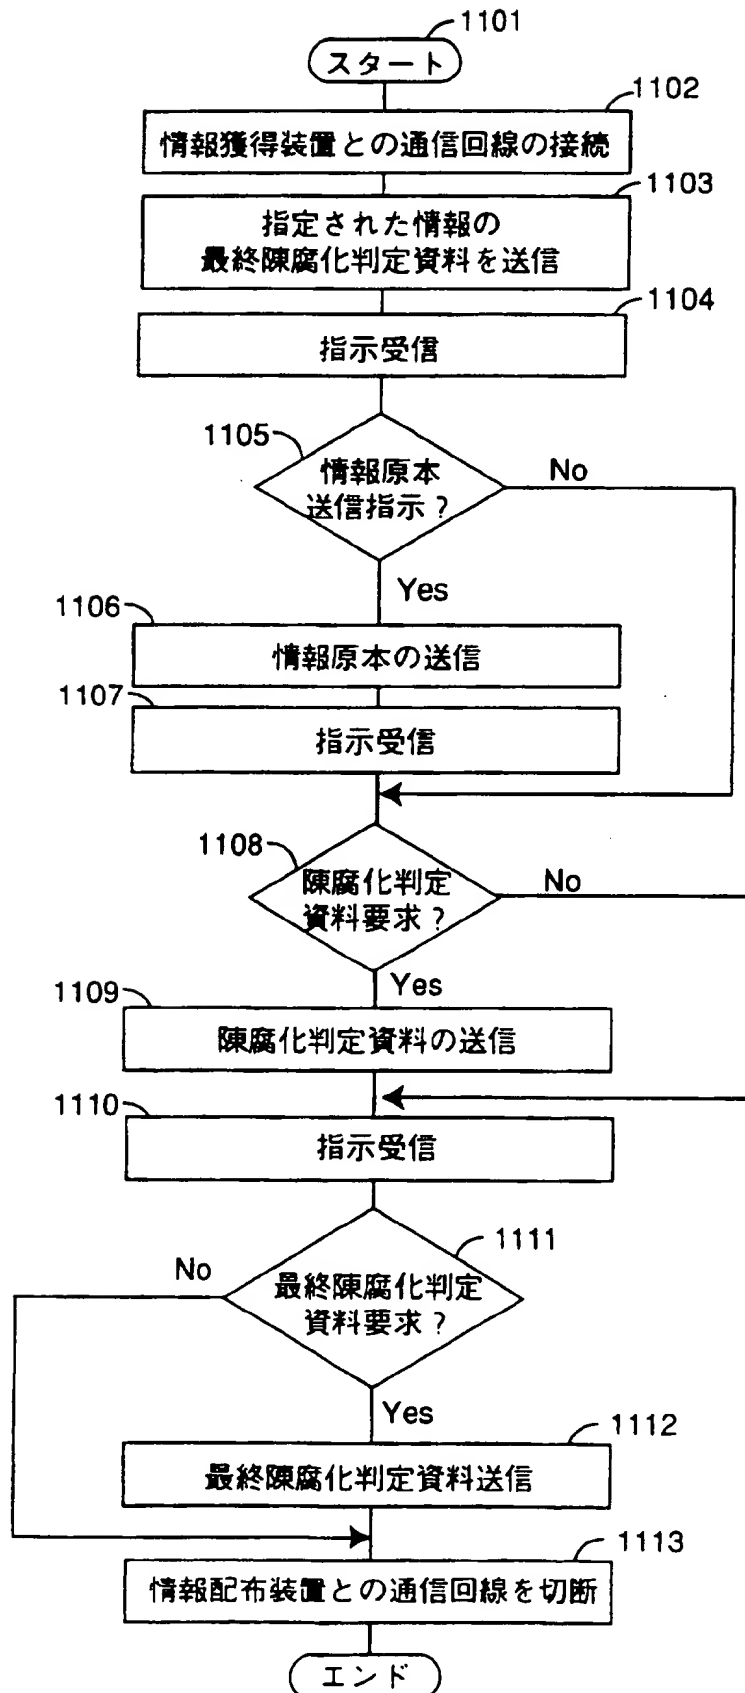 1101
スタート
1102
情報獲得装置との通信回線の接続
1103
指定された情報の
最終陳腐化判定資料を送信
1104
指示受信
1105
情報原本
送信指示?
No
Yes
1106
情報原本の送信
1107
指示受信
1108
陳腐化判定
資料要求?
No
Yes
1109
陳腐化判定資料の送信
1110
指示受信
1111
No
最終陳腐化判定
資料要求?
Yes
1112
最終陳腐化判定資料送信
1113
情報配布装置との通信回線を切断
エンド